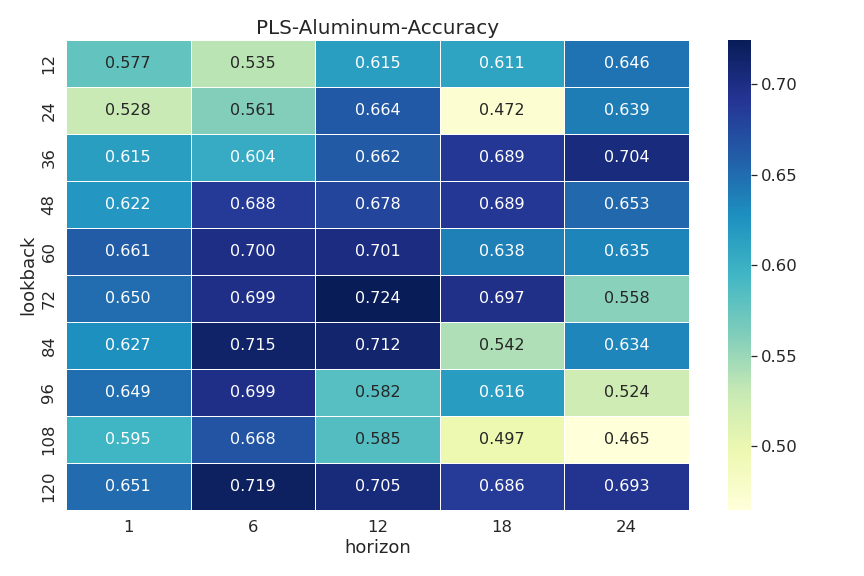 PLS-Aluminum-Accuracy
12 0.577 0.535 0.615 0.611 0.646
24 0.528 0.561 0.664 0.472 0.639
36 0.615 0.604 0.662 0.689 0.704
48 0.622 0.688 0.678 0.689 0.653
60 0.661 0.700 0.701 0.638 0.635
72 0.650 0.699 0.724 0.697 0.558
84 0.627 0.715 0.712 0.542 0.634
96 0.649 0.699 0.582 0.616 0.524
108 0.595 0.668 0.585 0.497 0.465
120 0.651 0.719 0.705 0.686 0.693
1 6 12 18 24
horizon
lookback
0.70
0.65
0.60
0.55
0.50